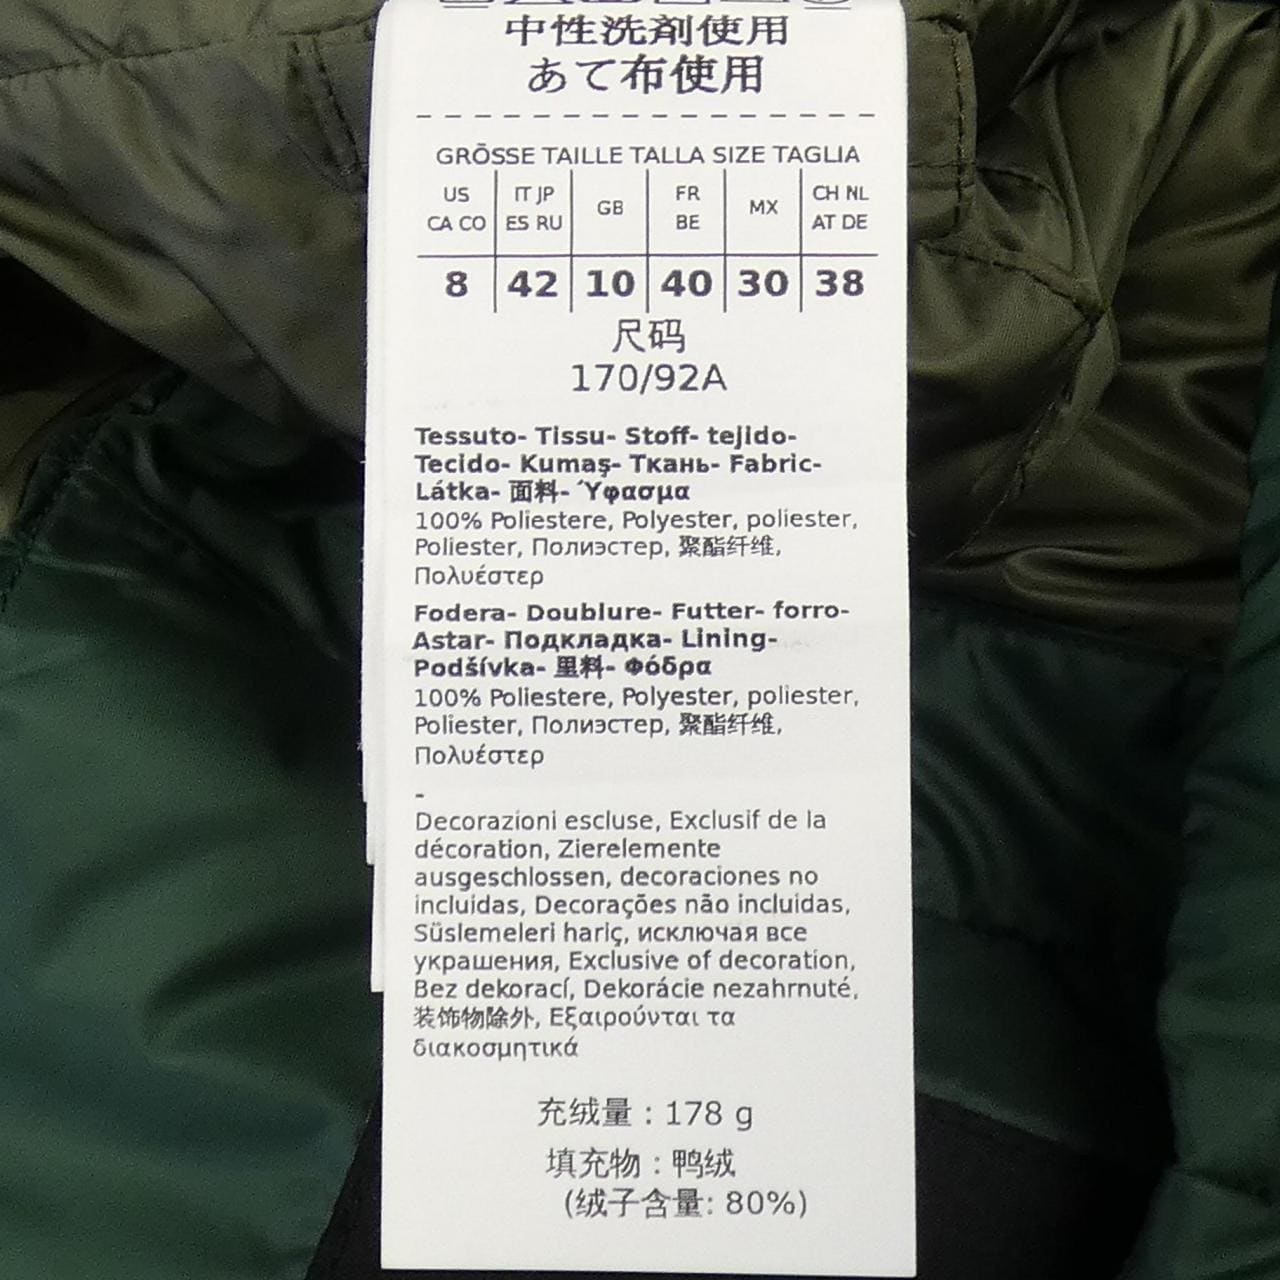 中性洗剤使用
あて布使用
GRÖSSE TAILLE TALLA SIZE TAGLIA
US CA CO IT JP ES RU GB FR BE MX CH NL AT DE
8 42 10 40 30 38
尺码
170/92A
Tessuto- Tissu- Stoff- tejido-
Tecido- Kumaş- Ткань- Fabric-
Látka- 面料- Ύφασμα
100% Poliestere, Polyester, poliester,
Poliester, Полиэстер, 聚酯纤维,
Πολυέστερ
Fodera- Doublure- Futter- forro-
Astar- Подкладка- Lining-
Podšívka- 里料- Φόδρα
100% Poliestere, Polyester, poliester,
Poliester, Полиэстер, 聚酯纤维,
Πολυέστερ
-
Decorazioni escluse, Exclusif de la
décoration, Zierelemente
ausgeschlossen, decoraciones no
incluidas, Decorações não incluidas,
Süslemeleri hariç, исключая все
украшения, Exclusive of decoration,
Bez dekorací, Dekorácie nezahrnuté,
装饰物除外, Εξαιρούνται τα
διακοσμητικά
充绒量 : 178 g
填充物 : 鸭绒
(绒子含量: 80%)